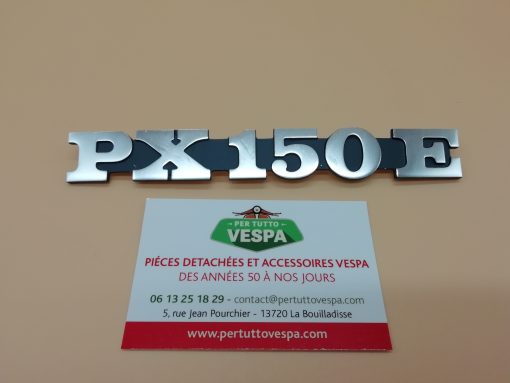 PX150E
PER TUTTO
VESPA
PIÉCES DETACHÉES ET ACCESSOIRES VESPA
DES ANNÉES 50 À NOS JOURS
06 13 25 18 29 - contact@pertuttovespa.com
5, rue Jean Pourchier - 13720 La Bouilladisse
www.pertuttovespa.com